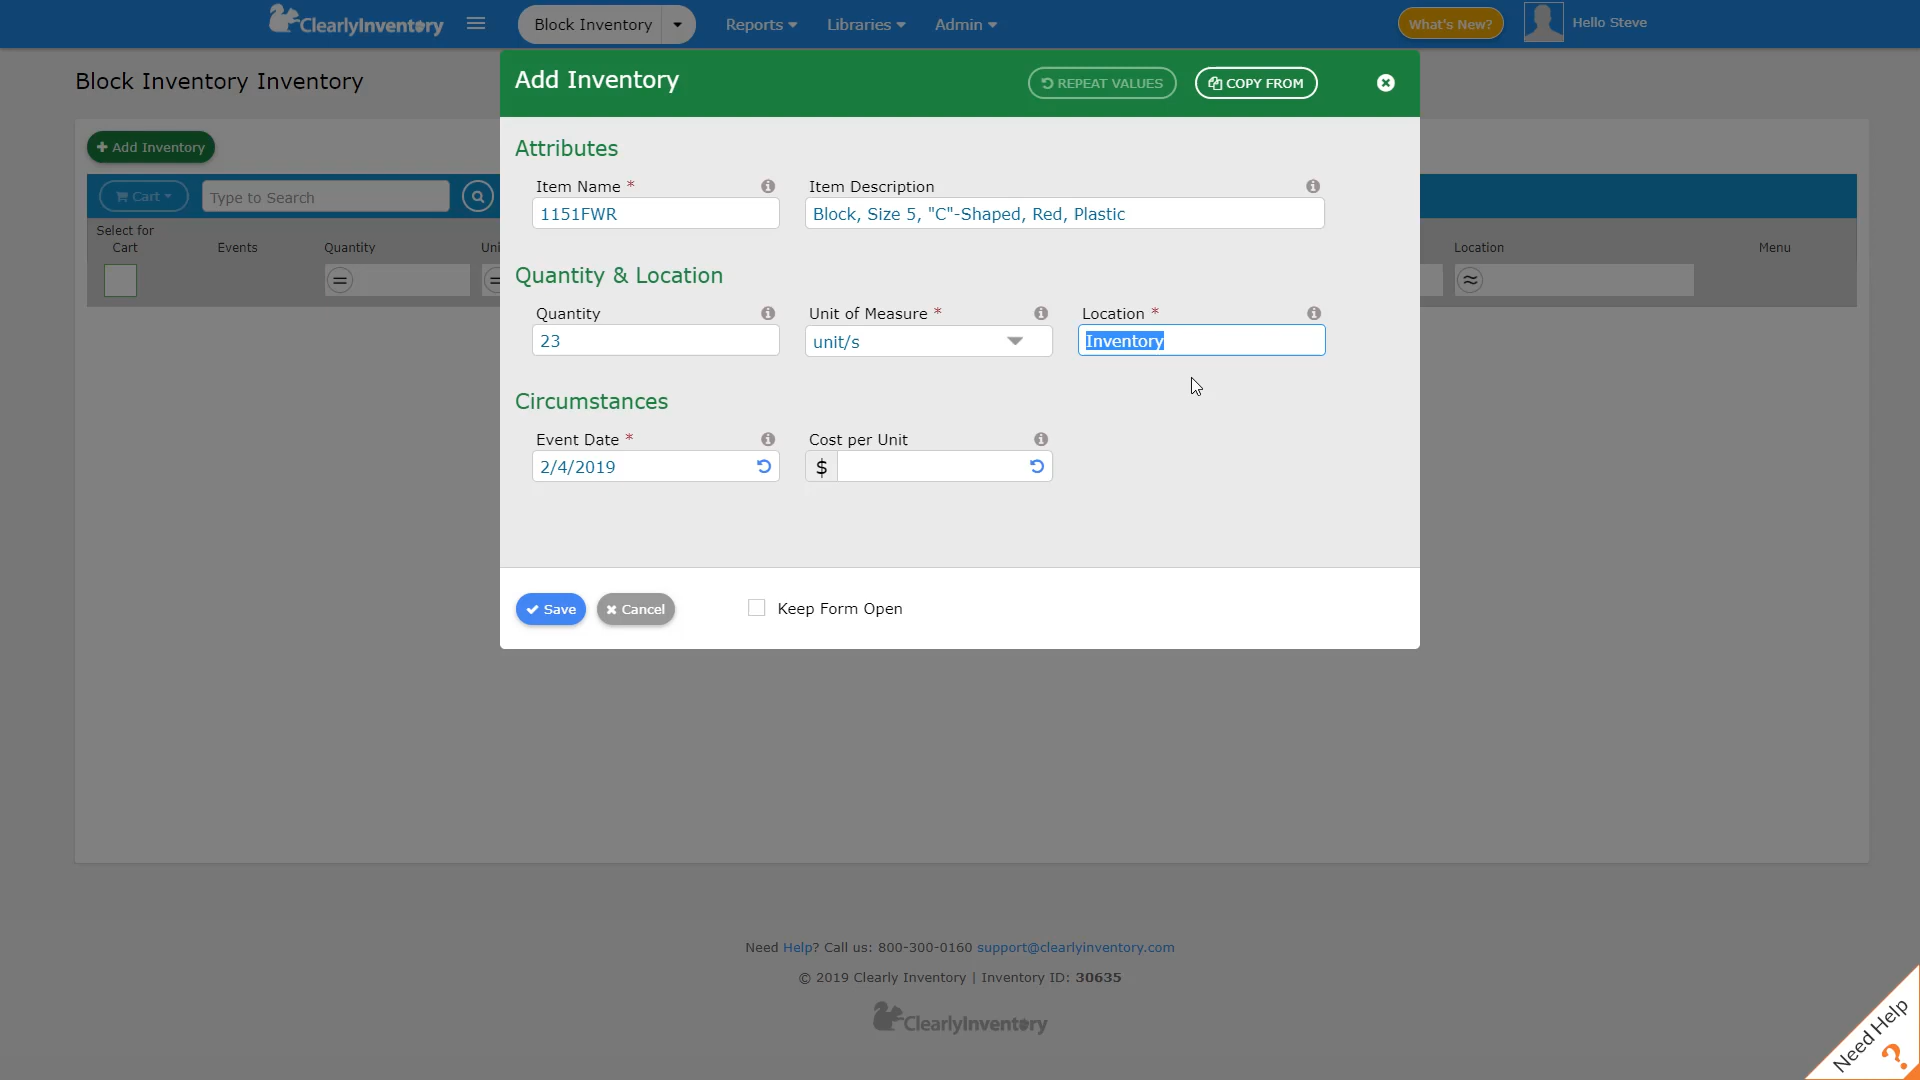 ClearlyInventory
Block Inventory
Reports
Libraries
Admin
What's New?
Hello Steve
Block Inventory Inventory
Add Inventory
REPEAT VALUES
COPY FROM
Add Inventory
Cart
Type to Search
Select for
Cart
Events
Quantity
Uni
Location
Menu
Attributes
Item Name *
Item Description
1151FWR
Block, Size 5, "C"-Shaped, Red, Plastic
Quantity & Location
Quantity
Unit of Measure *
Location *
23
unit/s
Inventory
Circumstances
Event Date *
Cost per Unit
2/4/2019
$
Save
Cancel
Keep Form Open
Need Help? Call us: 800-300-0160 support@clearlyinventory.com
© 2019 Clearly Inventory | Inventory ID: 30635
ClearlyInventory
Need Help
?